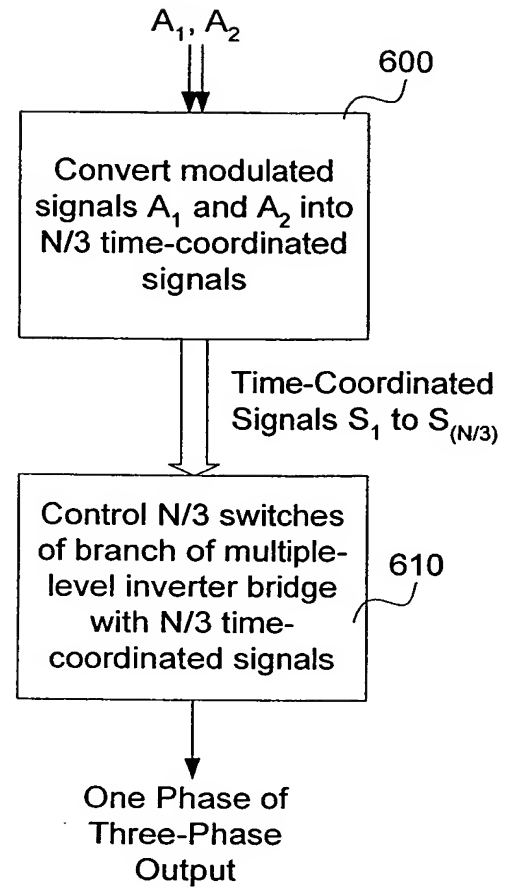 A₁, A₂
600
Convert modulated
signals A₁ and A₂ into
N/3 time-coordinated
signals
Time-Coordinated
Signals S₁ to S₍N/3₎
Control N/3 switches
of branch of multiple-
level inverter bridge
with N/3 time-
coordinated signals
610
One Phase of
Three-Phase
Output